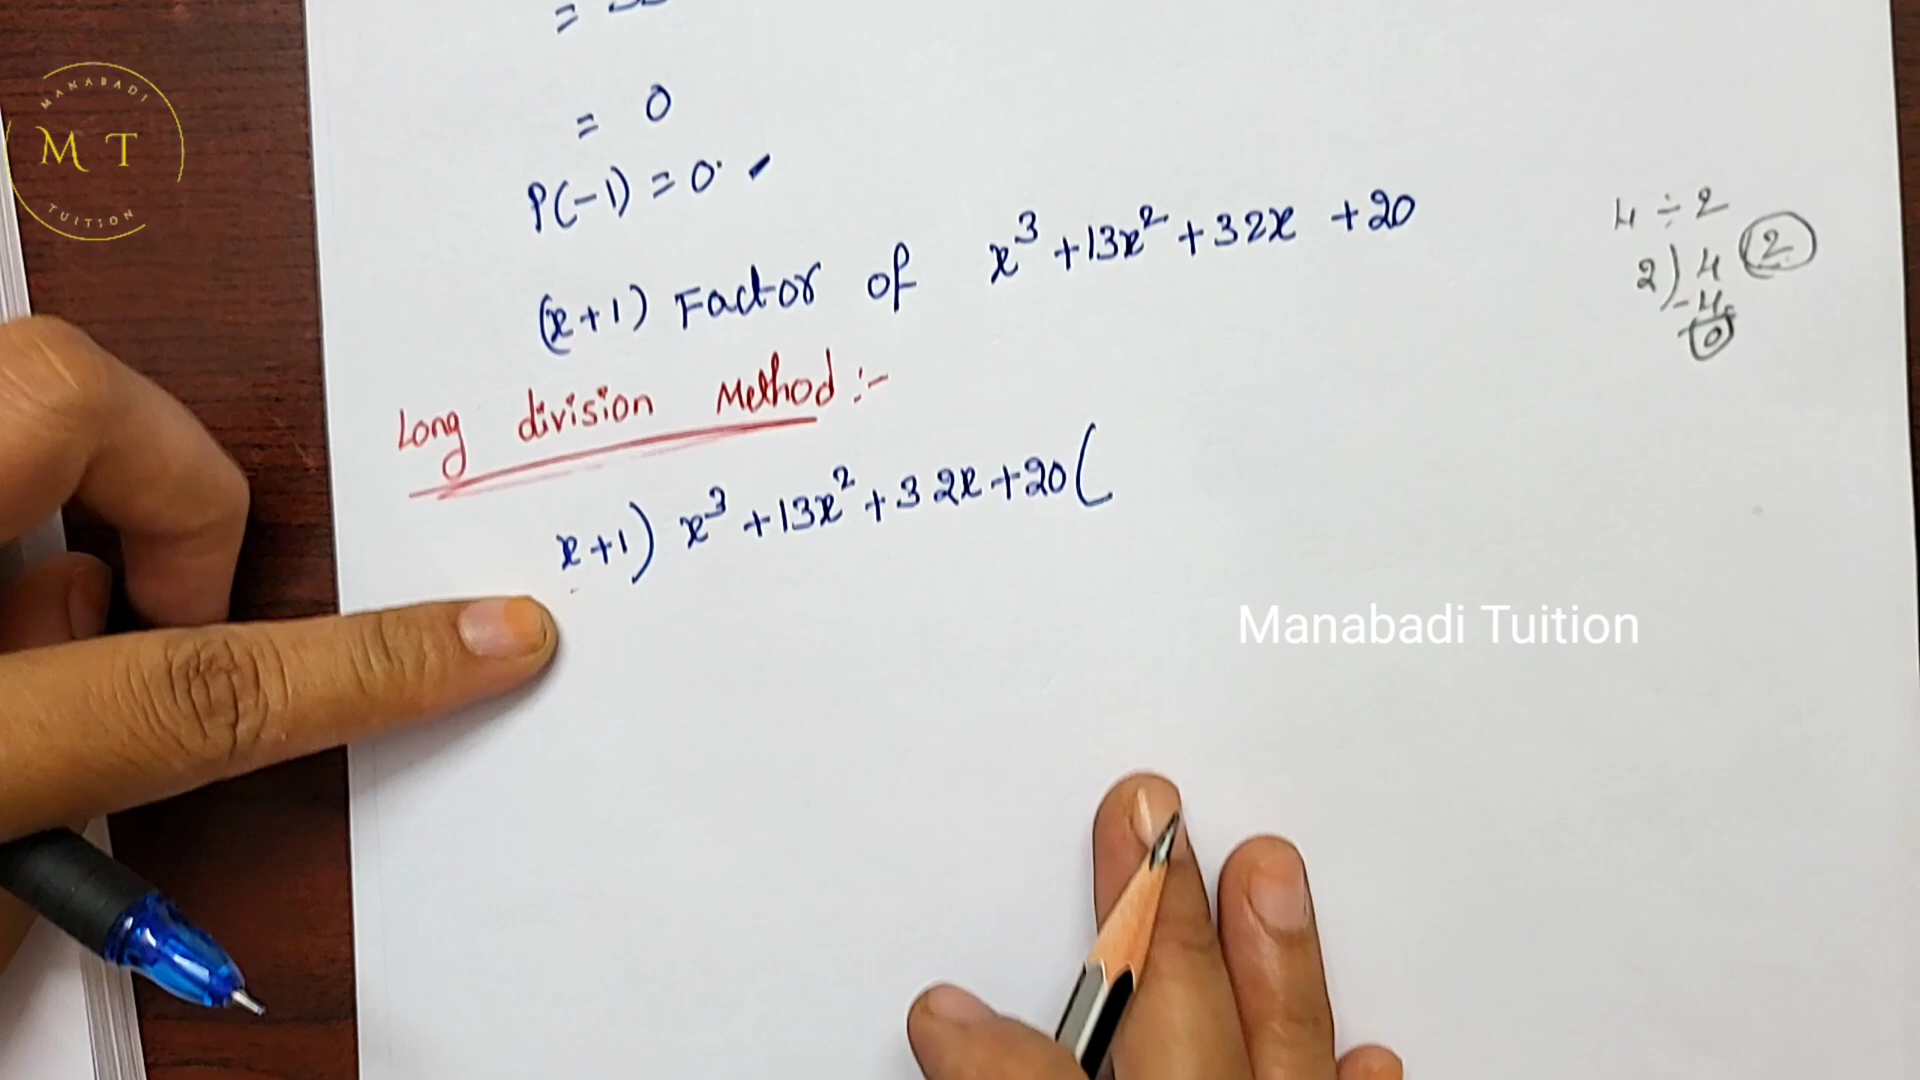 MANABADI
M T
TUITION
=
= 0
P(-1) = 0
(x+1) Factor of x³ +13x² +32x +20
4 ÷ 2
2) 4 (2
-4
0
Long division Method :-
x+1) x³ +13x² +32x+20(
Manabadi Tuition